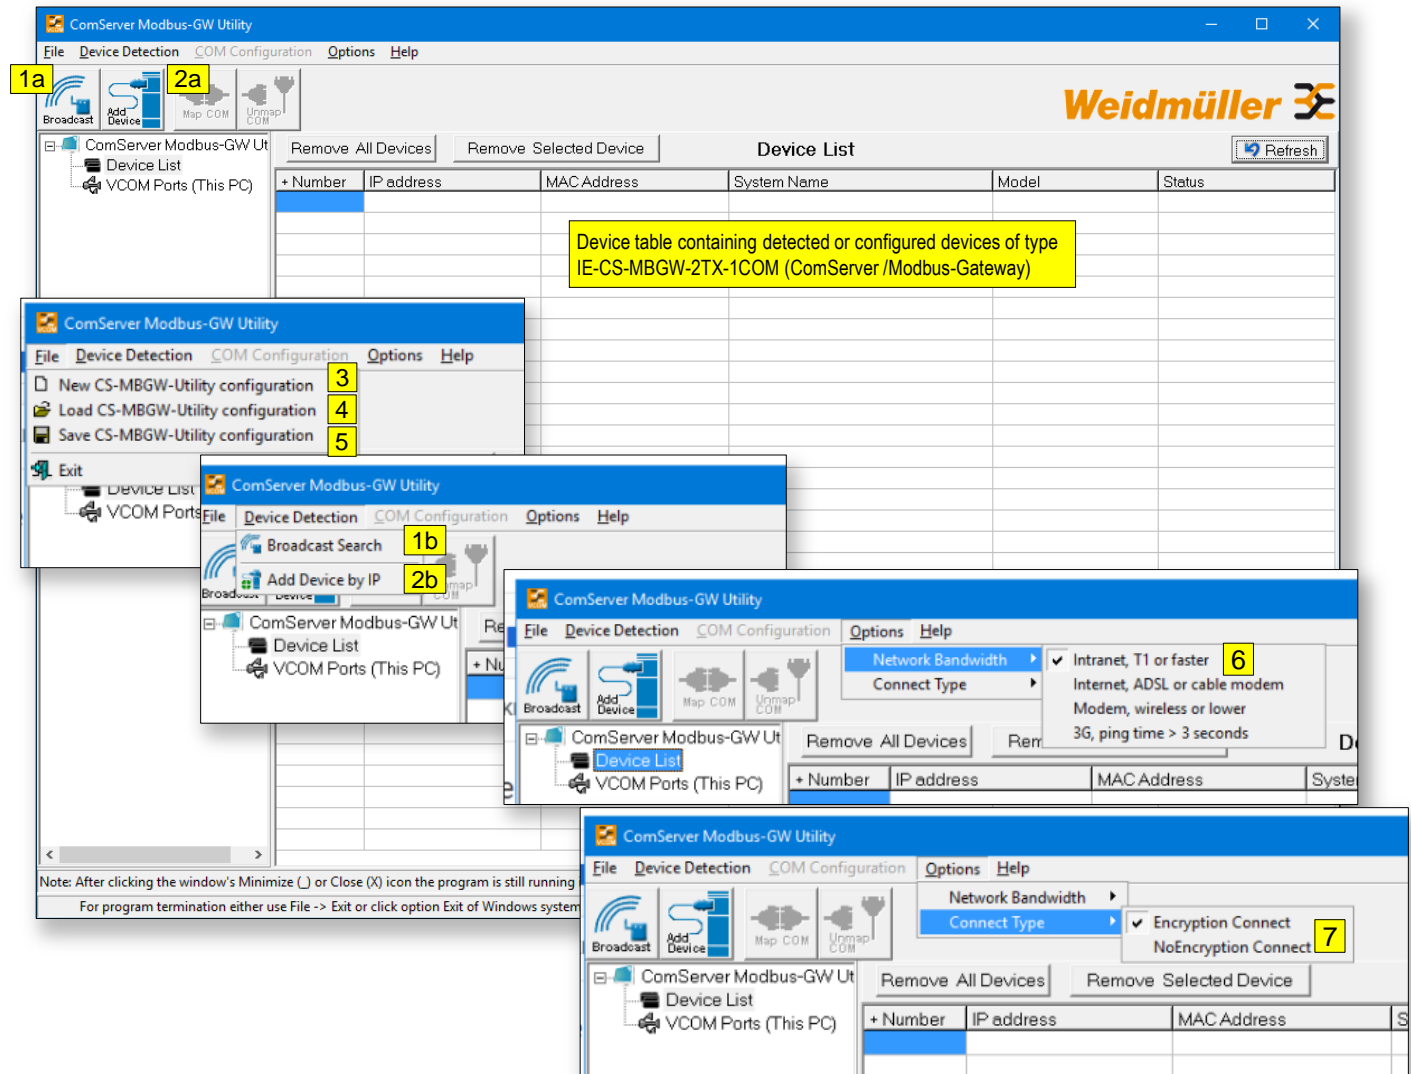 ComServer Modbus-GW Utility
File Device Detection COM Configuration Options Help
1a
2a
Broadcast
Add Device
Map COM
Unmap COM
Weidmüller
ComServer Modbus-GW Ut
Device List
VCOM Ports (This PC)
Remove All Devices
Remove Selected Device
Device List
Refresh
+ Number IP address MAC Address System Name Model Status
Device table containing detected or configured devices of type
IE-CS-MBGW-2TX-1COM (ComServer /Modbus-Gateway)
ComServer Modbus-GW Utility
File Device Detection COM Configuration Options Help
New CS-MBGW-Utility configuration 3
Load CS-MBGW-Utility configuration 4
Save CS-MBGW-Utility configuration 5
Exit
Device List
VCOM Ports
ComServer Modbus-GW Utility
File Device Detection COM Configuration Options Help
Broadcast Search 1b
Add Device by IP 2b
ComServer Modbus-GW Ut
Device List
VCOM Ports (This PC)
Re
+ Nu
ComServer Modbus-GW Utility
File Device Detection COM Configuration Options Help
Network Bandwidth
Connect Type
Intranet, T1 or faster 6
Internet, ADSL or cable modem
Modem, wireless or lower
3G, ping time > 3 seconds
Broadcast
Add Device
Map COM
Unmap COM
ComServer Modbus-GW Ut
Device List
VCOM Ports (This PC)
Remove All Devices
Rem
+ Number IP address MAC Address System
Note: After clicking the window's Minimize (_) or Close (X) icon the program is still running
For program termination either use File -> Exit or click option Exit of Windows system
ComServer Modbus-GW Utility
File Device Detection COM Configuration Options Help
Network Bandwidth
Connect Type
Encryption Connect
NoEncryption Connect 7
Broadcast
Add Device
Map COM
Unmap COM
ComServer Modbus-GW Ut
Device List
VCOM Ports (This PC)
Remove All Devices
Remove Selected Device
+ Number IP address MAC Address S